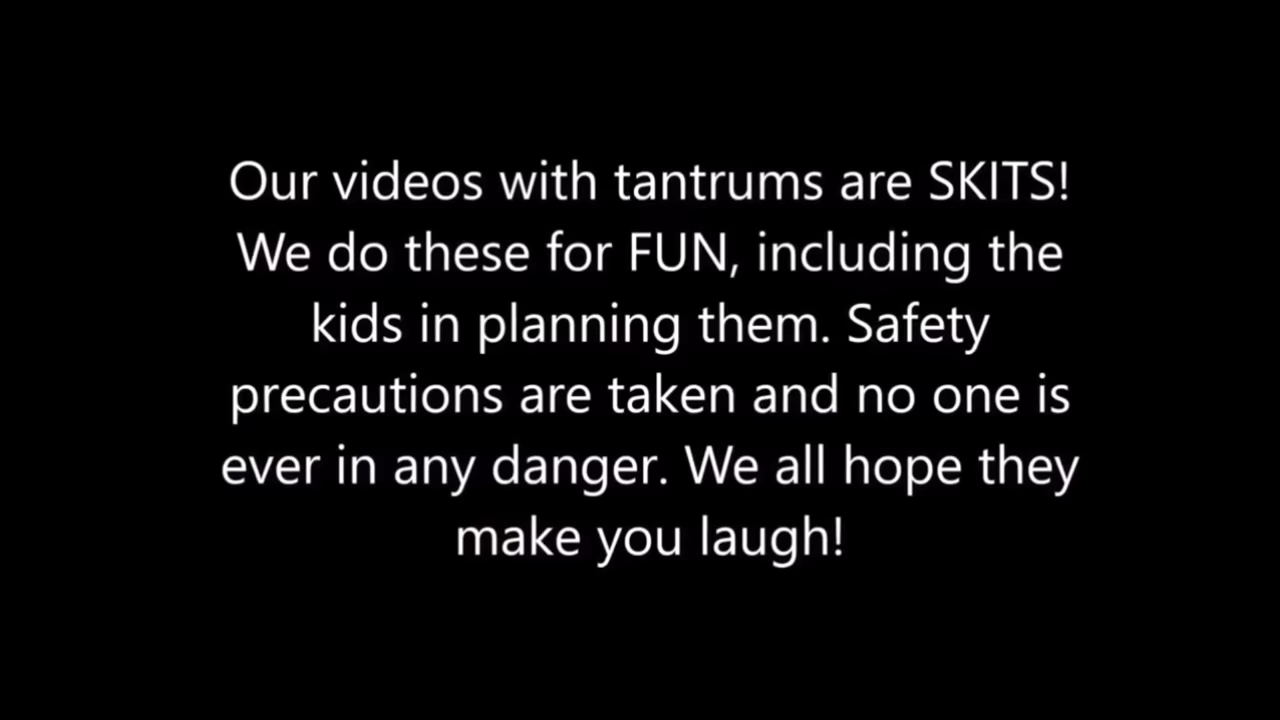 Our videos with tantrums are SKITS!
We do these for FUN, including the
kids in planning them. Safety
precautions are taken and no one is
ever in any danger. We all hope they
make you laugh!